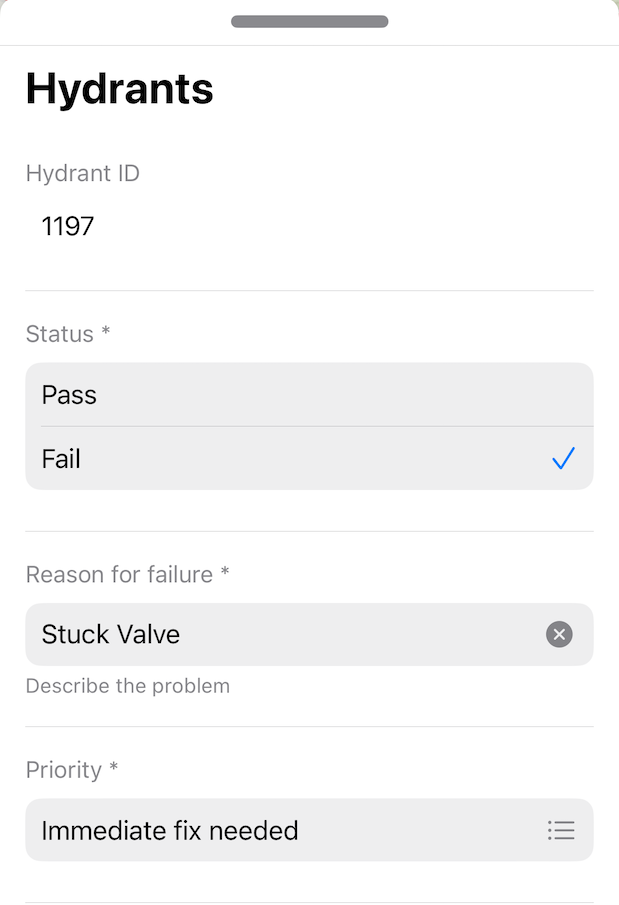 Hydrants
Hydrant ID
1197
Status *
Pass
Fail
Reason for failure *
Stuck Valve
Describe the problem
Priority *
Immediate fix needed